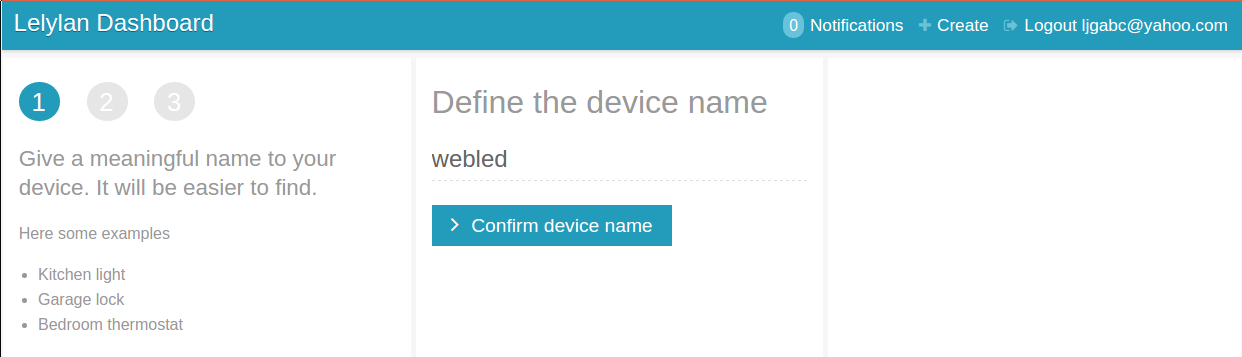 Lelylan Dashboard
0 Notifications Create Logout ljgabc@yahoo.com
1 2 3
Give a meaningful name to your
device. It will be easier to find.
Here some examples
Kitchen light
Garage lock
Bedroom thermostat
Define the device name
webled
Confirm device name